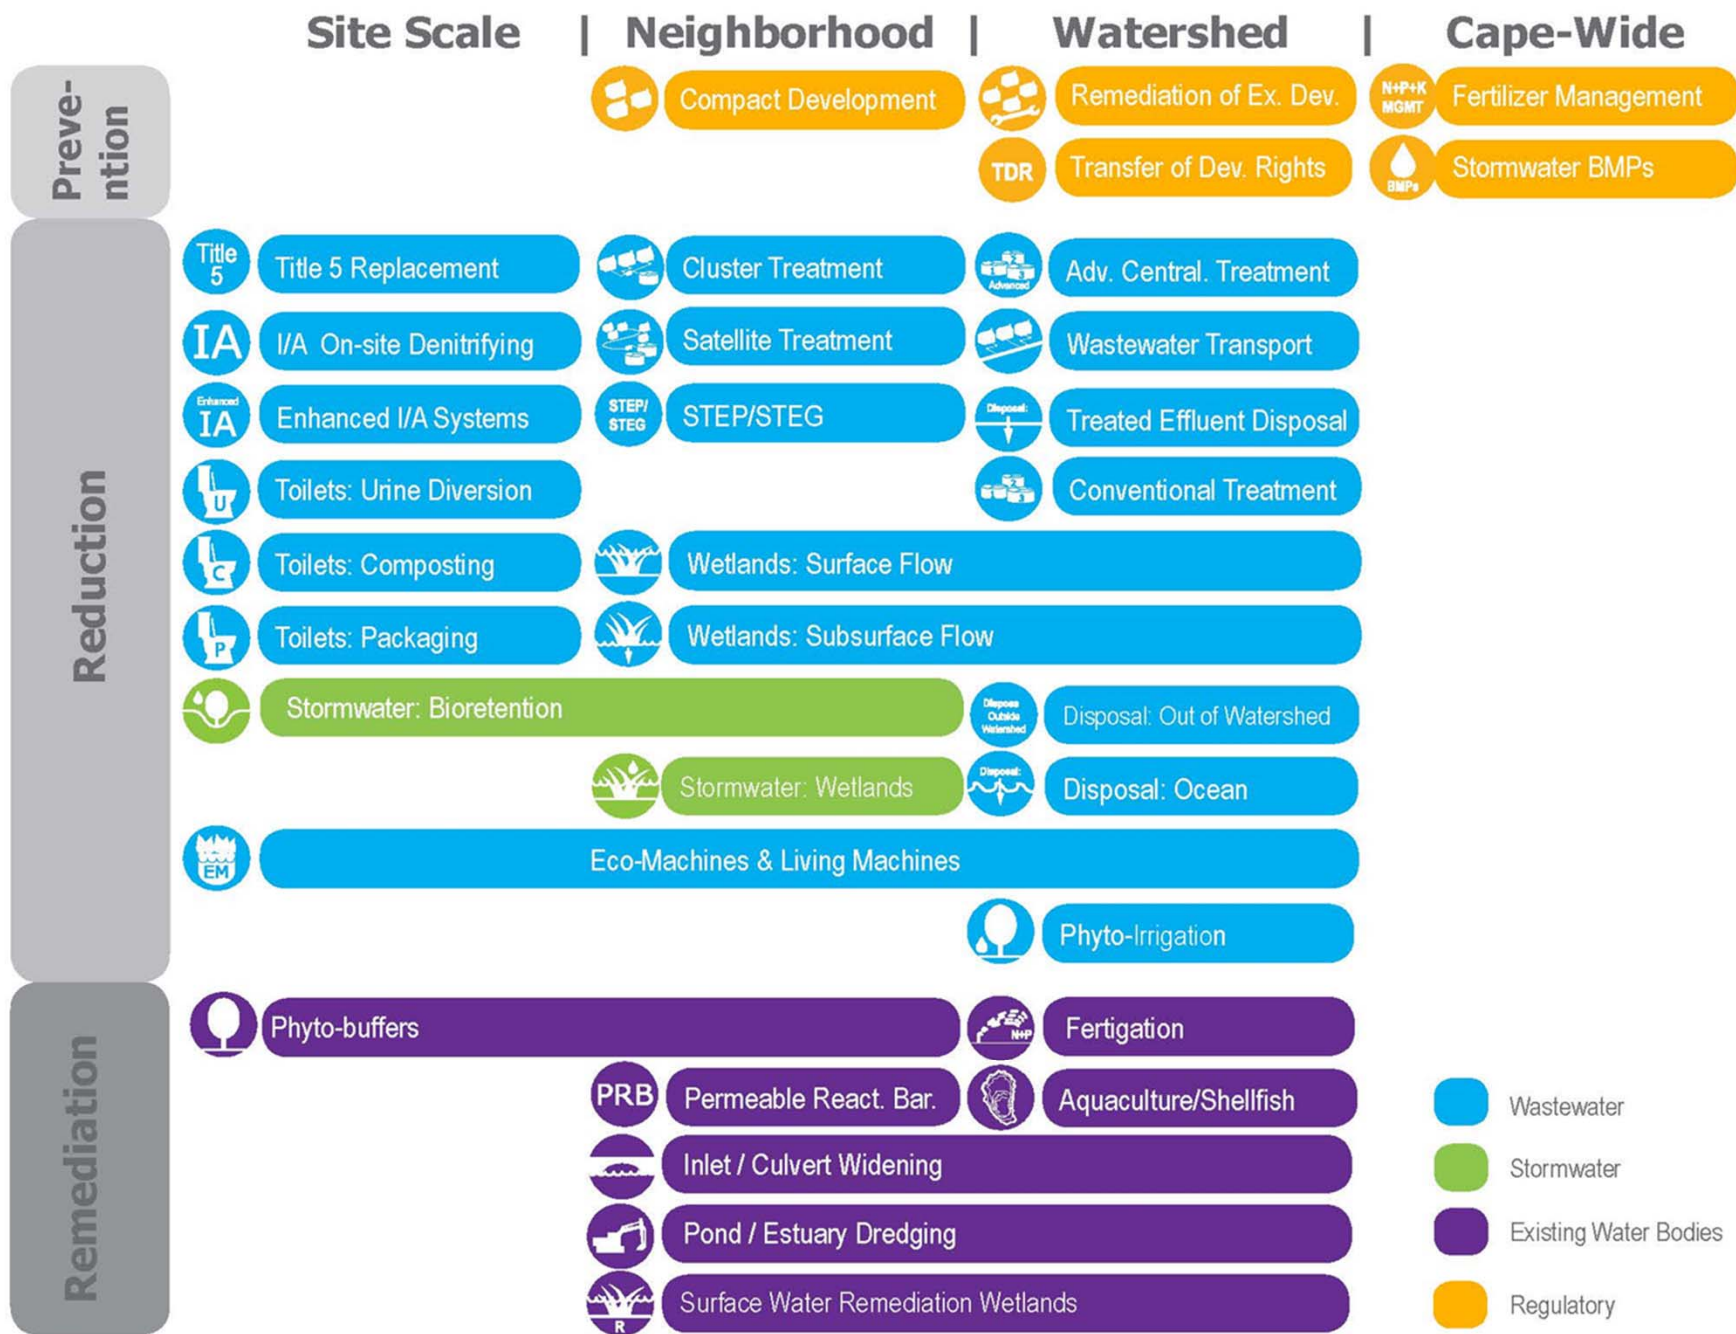 Site Scale | Neighborhood | Watershed | Cape-Wide
Preve-
ntion
Compact Development
Remediation of Ex. Dev.
N+P+K
MGMT
Fertilizer Management
TDR
Transfer of Dev. Rights
BMPs
Stormwater BMPs
Reduction
Title
5
Title 5 Replacement
Cluster Treatment
Advanced
Adv. Central. Treatment
IA
I/A On-site Denitrifying
Satellite Treatment
Wastewater Transport
Enhanced
IA
Enhanced I/A Systems
STEP/
STEG
STEP/STEG
Disposal:
Treated Effluent Disposal
U
Toilets: Urine Diversion
Conventional Treatment
C
Toilets: Composting
Wetlands: Surface Flow
P
Toilets: Packaging
Wetlands: Subsurface Flow
Stormwater: Bioretention
Dispose
Outside
Watershed
Disposal: Out of Watershed
Stormwater: Wetlands
Disposal:
Disposal: Ocean
EM
Eco-Machines & Living Machines
Phyto-Irrigation
Remediation
Phyto-buffers
N+P
Fertigation
PRB
Permeable React. Bar.
Aquaculture/Shellfish
Inlet / Culvert Widening
Pond / Estuary Dredging
R
Surface Water Remediation Wetlands
Wastewater
Stormwater
Existing Water Bodies
Regulatory